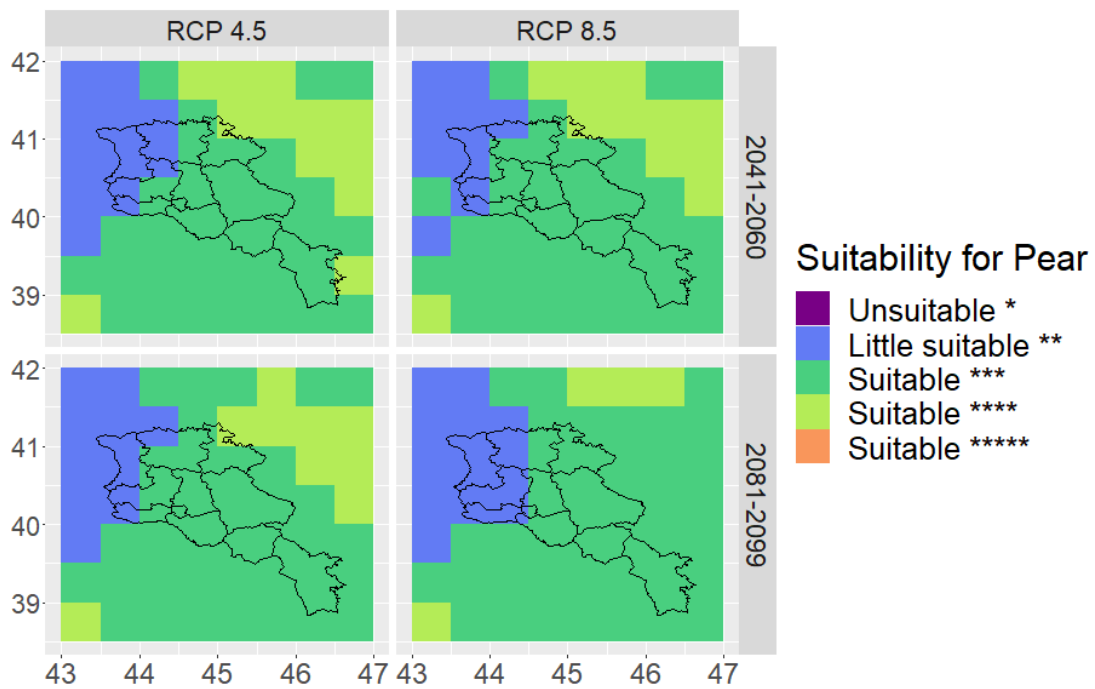 RCP 4.5
RCP 8.5
42
41
40
39
2041-2060
42
41
40
39
2081-2099
43
44
45
46
47
43
44
45
46
47
Suitability for Pear
Unsuitable *
Little suitable **
Suitable ***
Suitable ****
Suitable *****